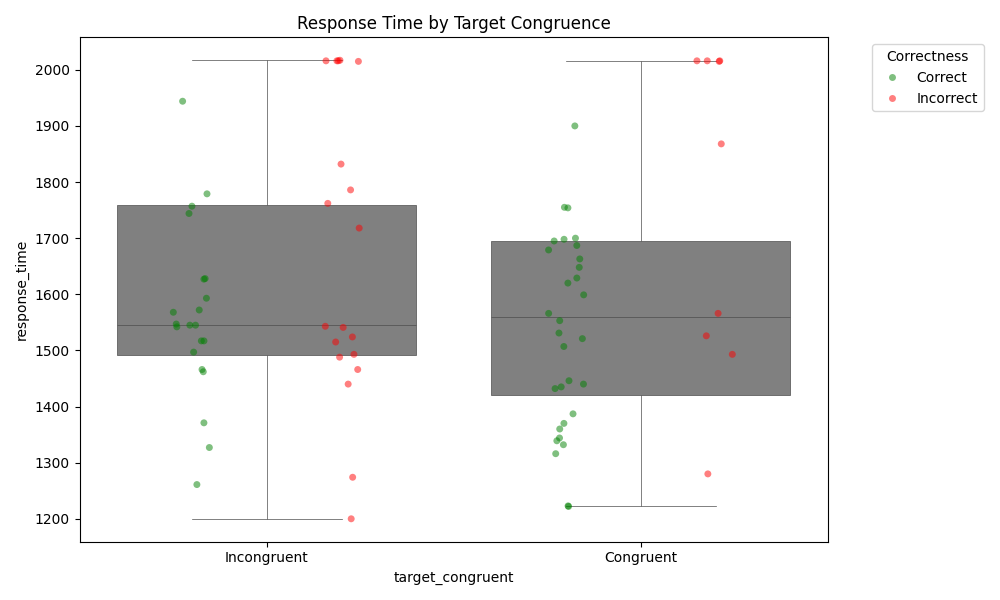 Response Time by Target Congruence
Correctness
Correct
Incorrect
response_time
2000
1900
1800
1700
1600
1500
1400
1300
1200
Incongruent
Congruent
target_congruent